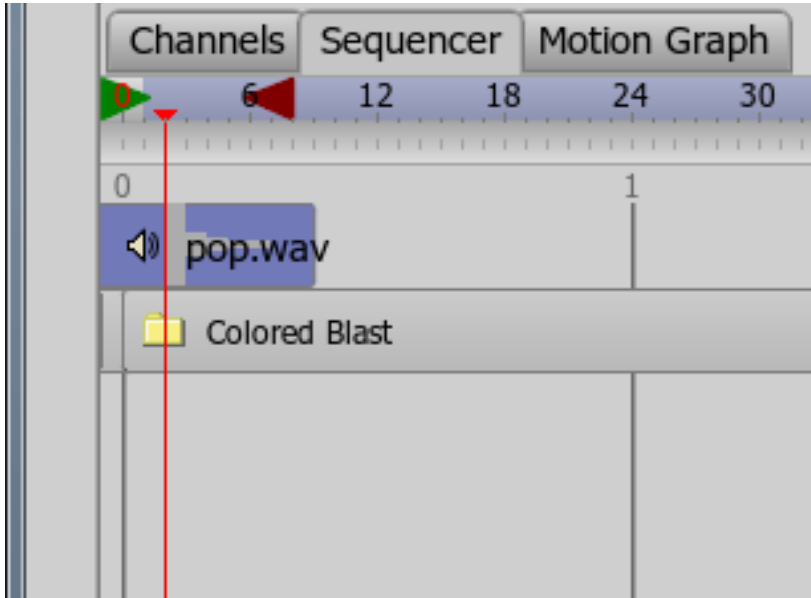 Channels Sequencer Motion Graph
0 6 12 18 24 30
0 1
pop.wav
Colored Blast